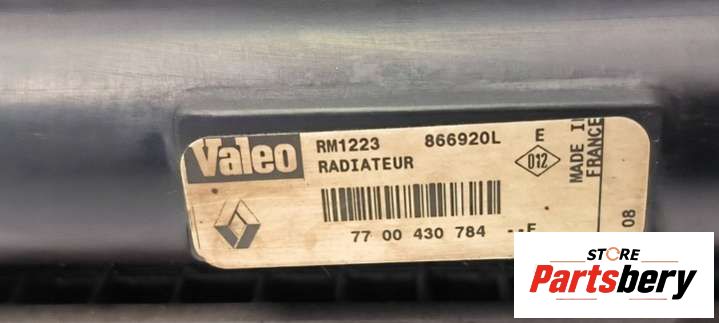 Valeo
RM1223 866920L E
RADIATEUR
D12
MADE IN
FRANCE
77 00 430 784 --E
08
STORE
Partsbery